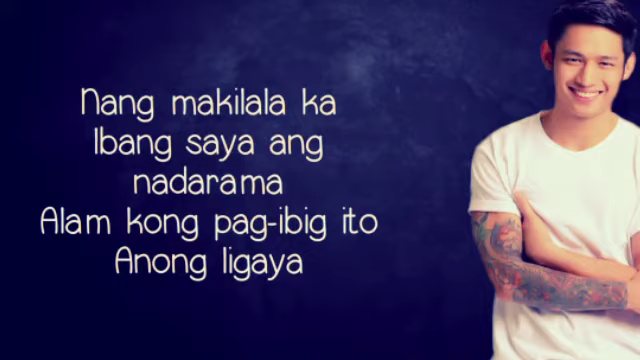 Nang makilala ka
Ibang saya ang
nadarama
Alam kong pag-ibig ito
Anong ligaya